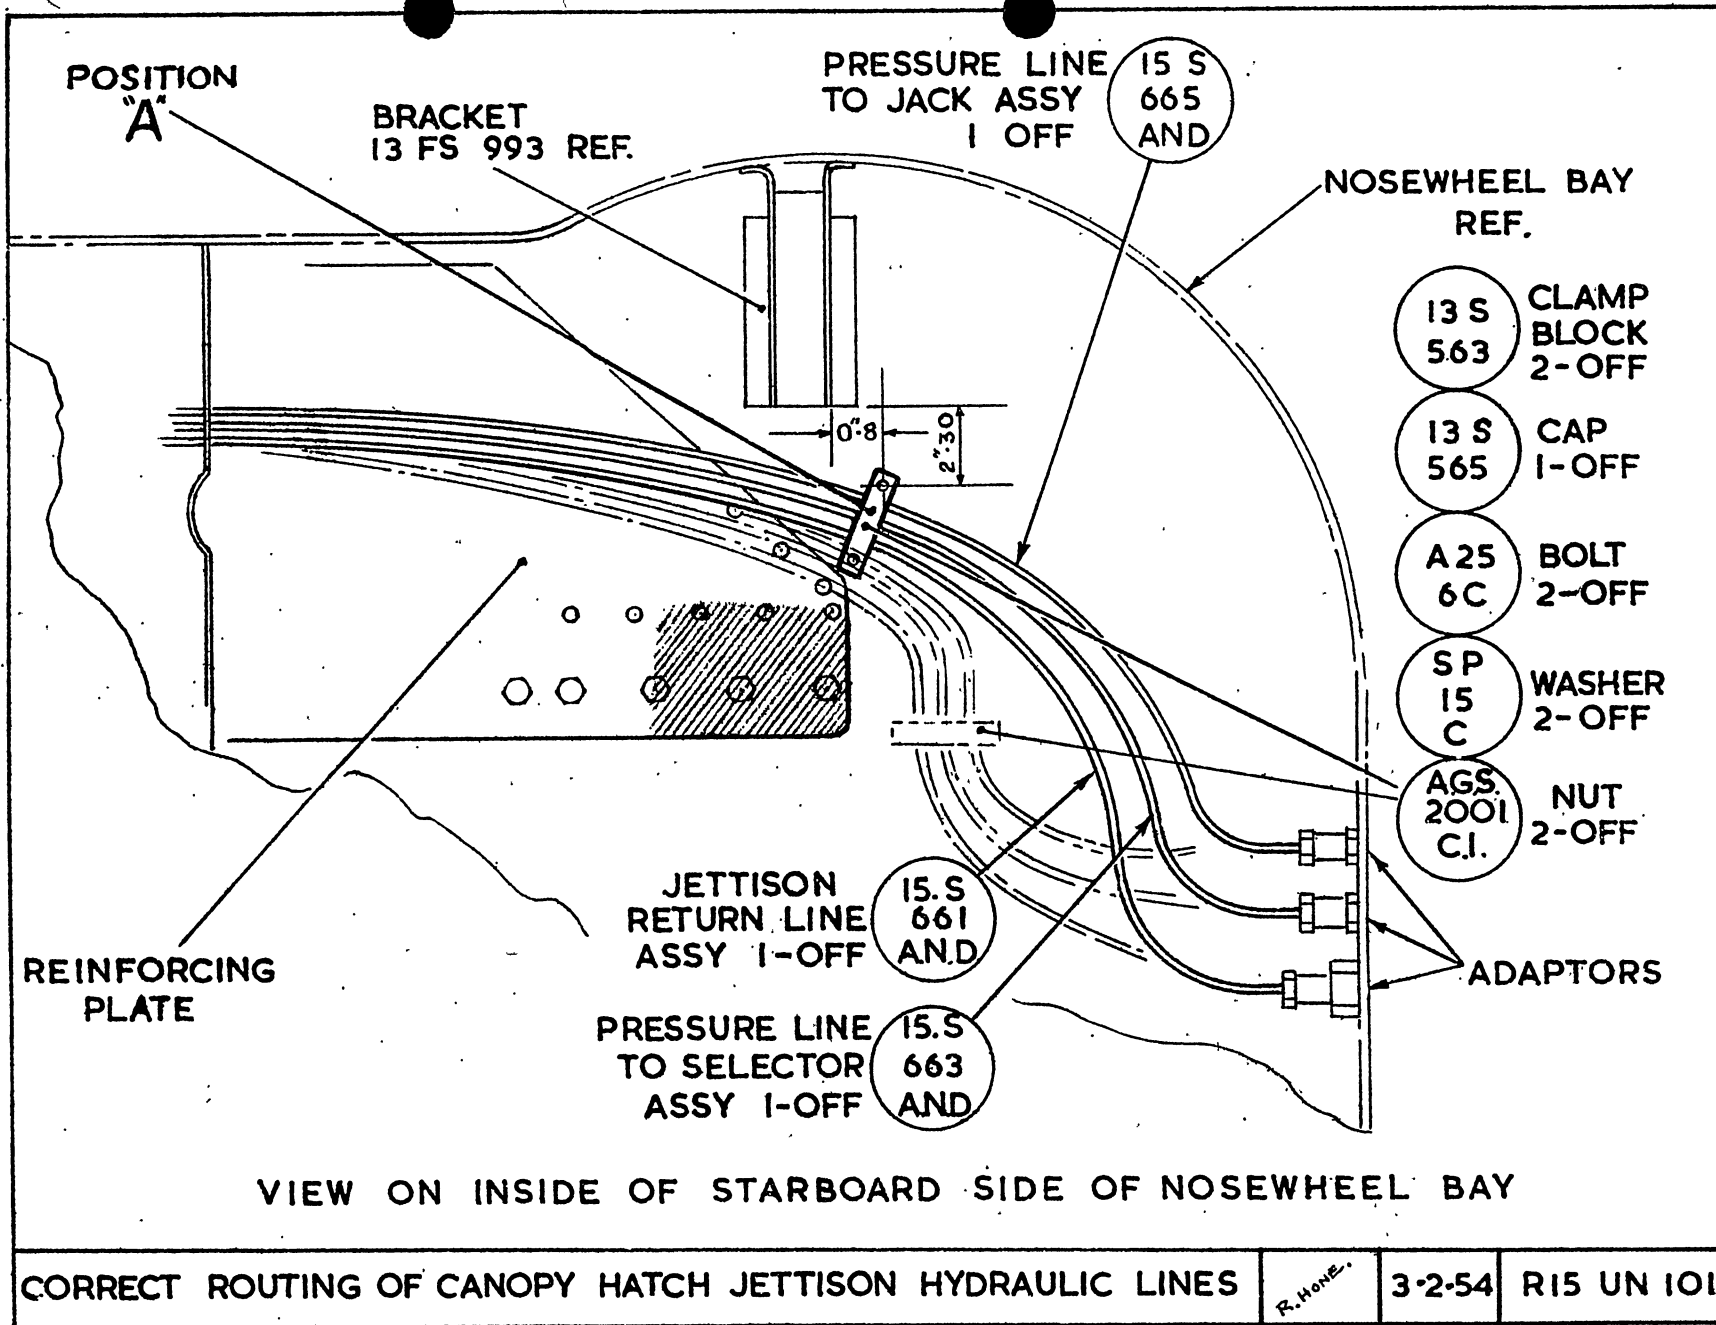 POSITION
"A"
BRACKET
13 FS 993 REF.
PRESSURE LINE
TO JACK ASSY
1 OFF
15 S
665
AND
NOSEWHEEL BAY
REF.
13 S
563
CLAMP
BLOCK
2-OFF
13 S
565
CAP
1-OFF
A 25
6 C
BOLT
2-OFF
SP
15
C
WASHER
2-OFF
A.G.S.
2001
C.I.
NUT
2-OFF
0".8
2".30
JETTISON
RETURN LINE
ASSY 1-OFF
15.S
661
A.N.D
PRESSURE LINE
TO SELECTOR
ASSY 1-OFF
15.S
663
A.N.D
REINFORCING
PLATE
ADAPTORS
VIEW ON INSIDE OF STARBOARD SIDE OF NOSEWHEEL BAY
CORRECT ROUTING OF CANOPY HATCH JETTISON HYDRAULIC LINES
R. HONE.
3-2-54
R15 UN 101